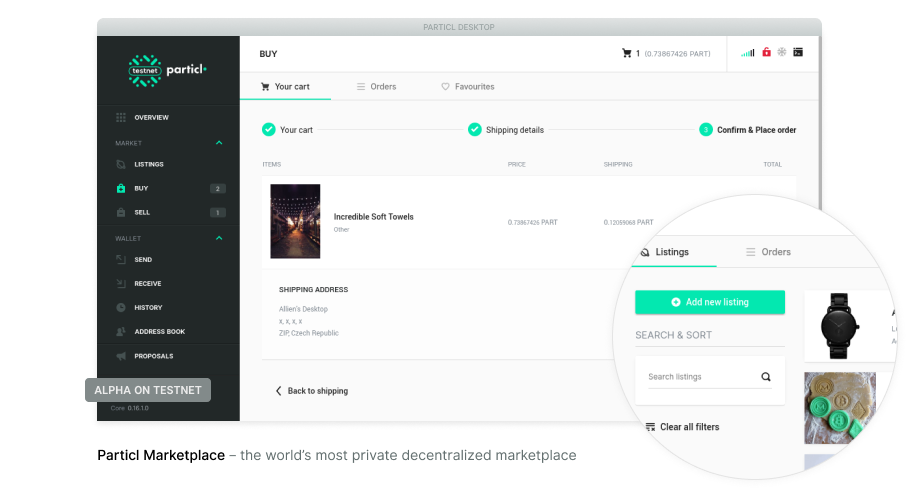 PARTICL DESKTOP
testnet particl
BUY
1 (0.73867426 PART)
Your cart
Orders
Favourites
OVERVIEW
MARKET
LISTINGS
BUY 2
SELL 1
WALLET
SEND
RECEIVE
HISTORY
ADDRESS BOOK
PROPOSALS
ALPHA ON TESTNET
Core 0.16.1.0
Your cart
Shipping details
3 Confirm & Place order
ITEMS PRICE SHIPPING TOTAL
Incredible Soft Towels
Other
0.73867426 PART 0.12059068 PART
SHIPPING ADDRESS
Allien's Desktop
x, x, x, x
ZIP, Czech Republic
Back to shipping
Listings
Orders
Add new listing
SEARCH & SORT
Search listings
Clear all filters
Particl Marketplace – the world's most private decentralized marketplace